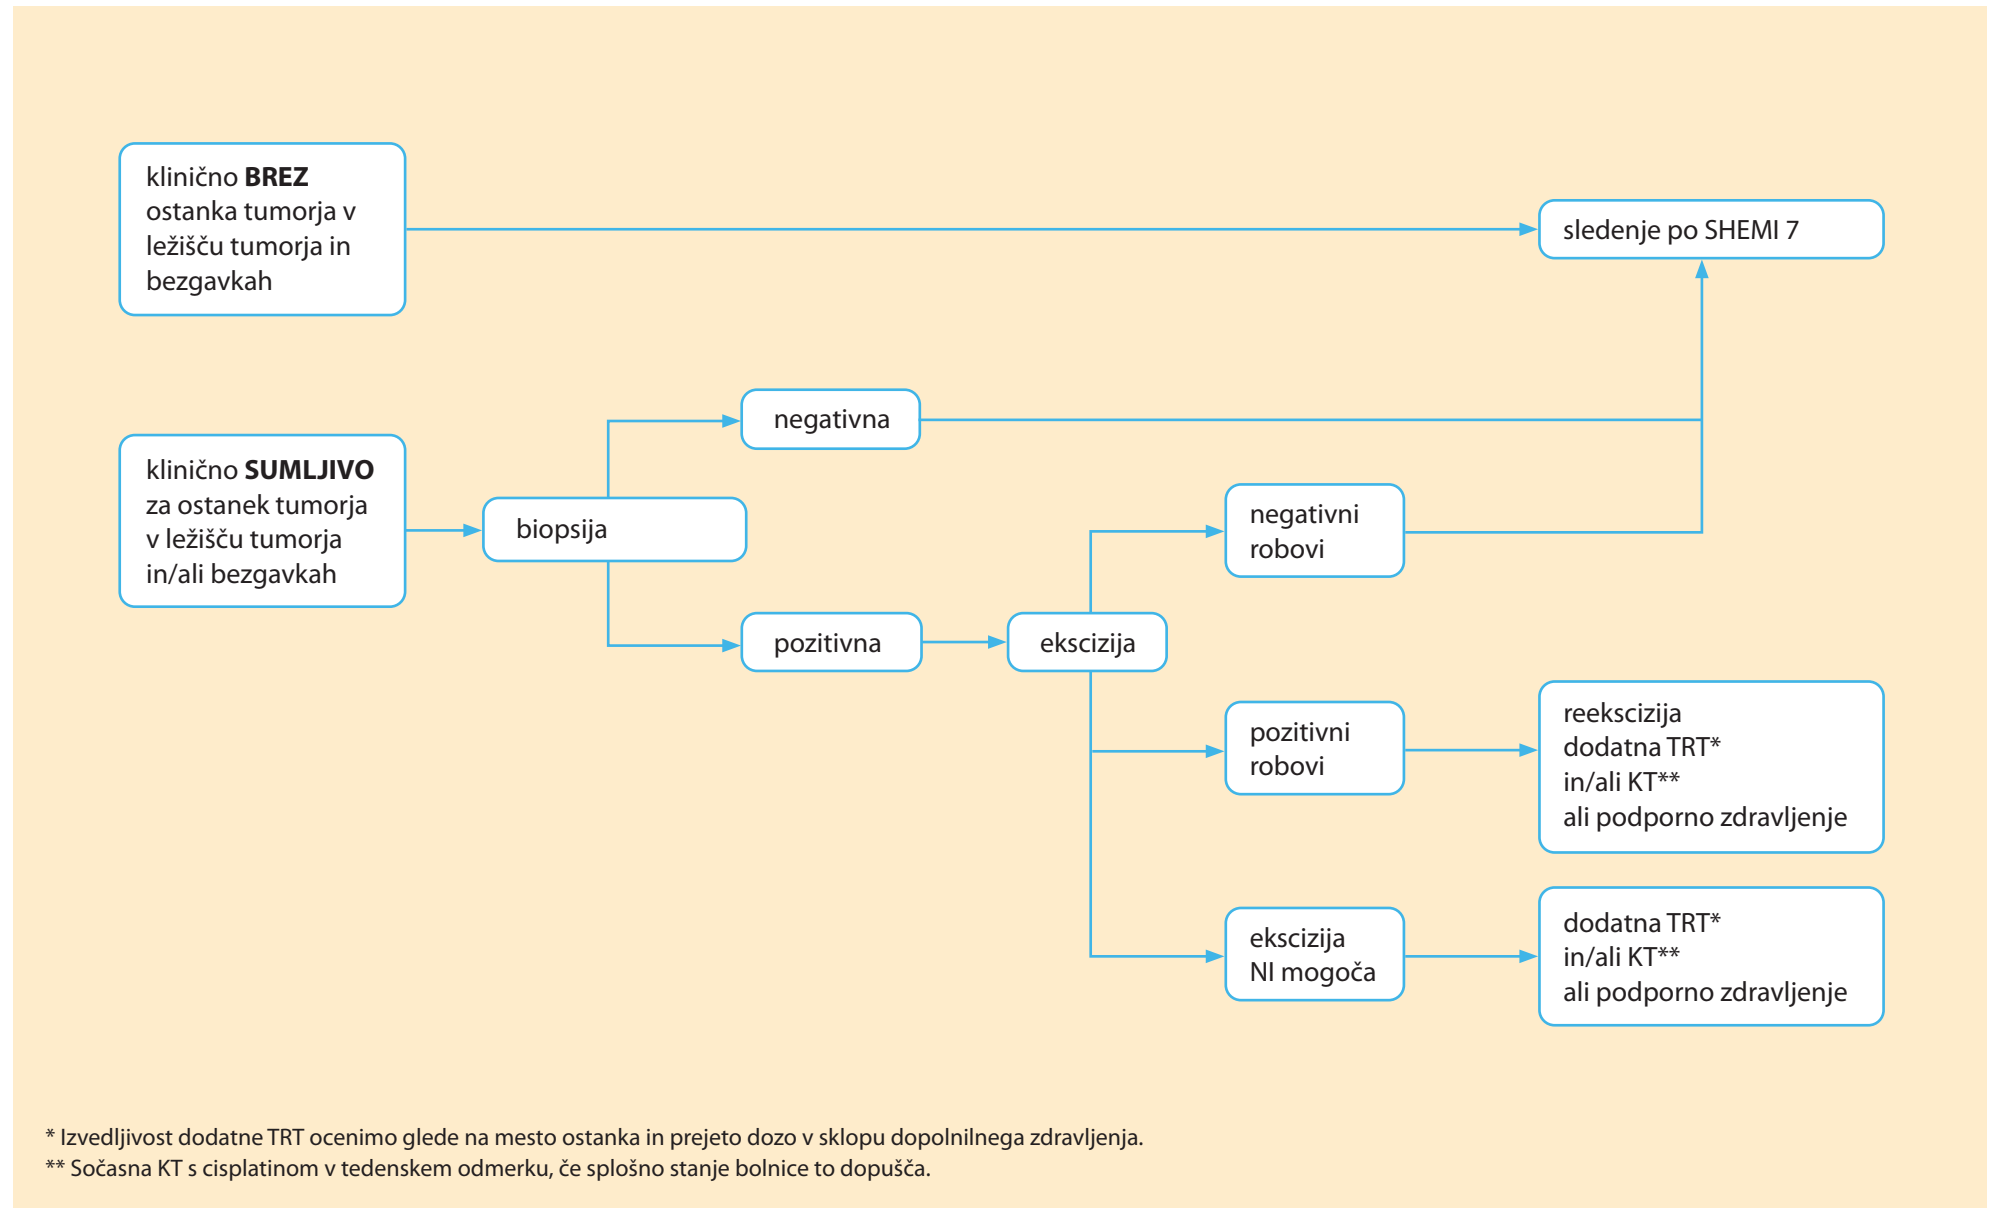 klinično BREZ
ostanka tumorja v
ležišču tumorja in
bezgavkah
sledenje po SHEMI 7
klinično SUMLJIVO
za ostanek tumorja
v ležišču tumorja
in/ali bezgavkah
biopsija
negativna
pozitivna
ekscizija
negativni
robovi
pozitivni
robovi
reekscizija
dodatna TRT*
in/ali KT**
ali podporno zdravljenje
ekscizija
NI mogoča
dodatna TRT*
in/ali KT**
ali podporno zdravljenje
* Izvedljivost dodatne TRT ocenimo glede na mesto ostanka in prejeto dozo v sklopu dopolnilnega zdravljenja.
** Sočasna KT s cisplatinom v tedenskem odmerku, če splošno stanje bolnice to dopušča.